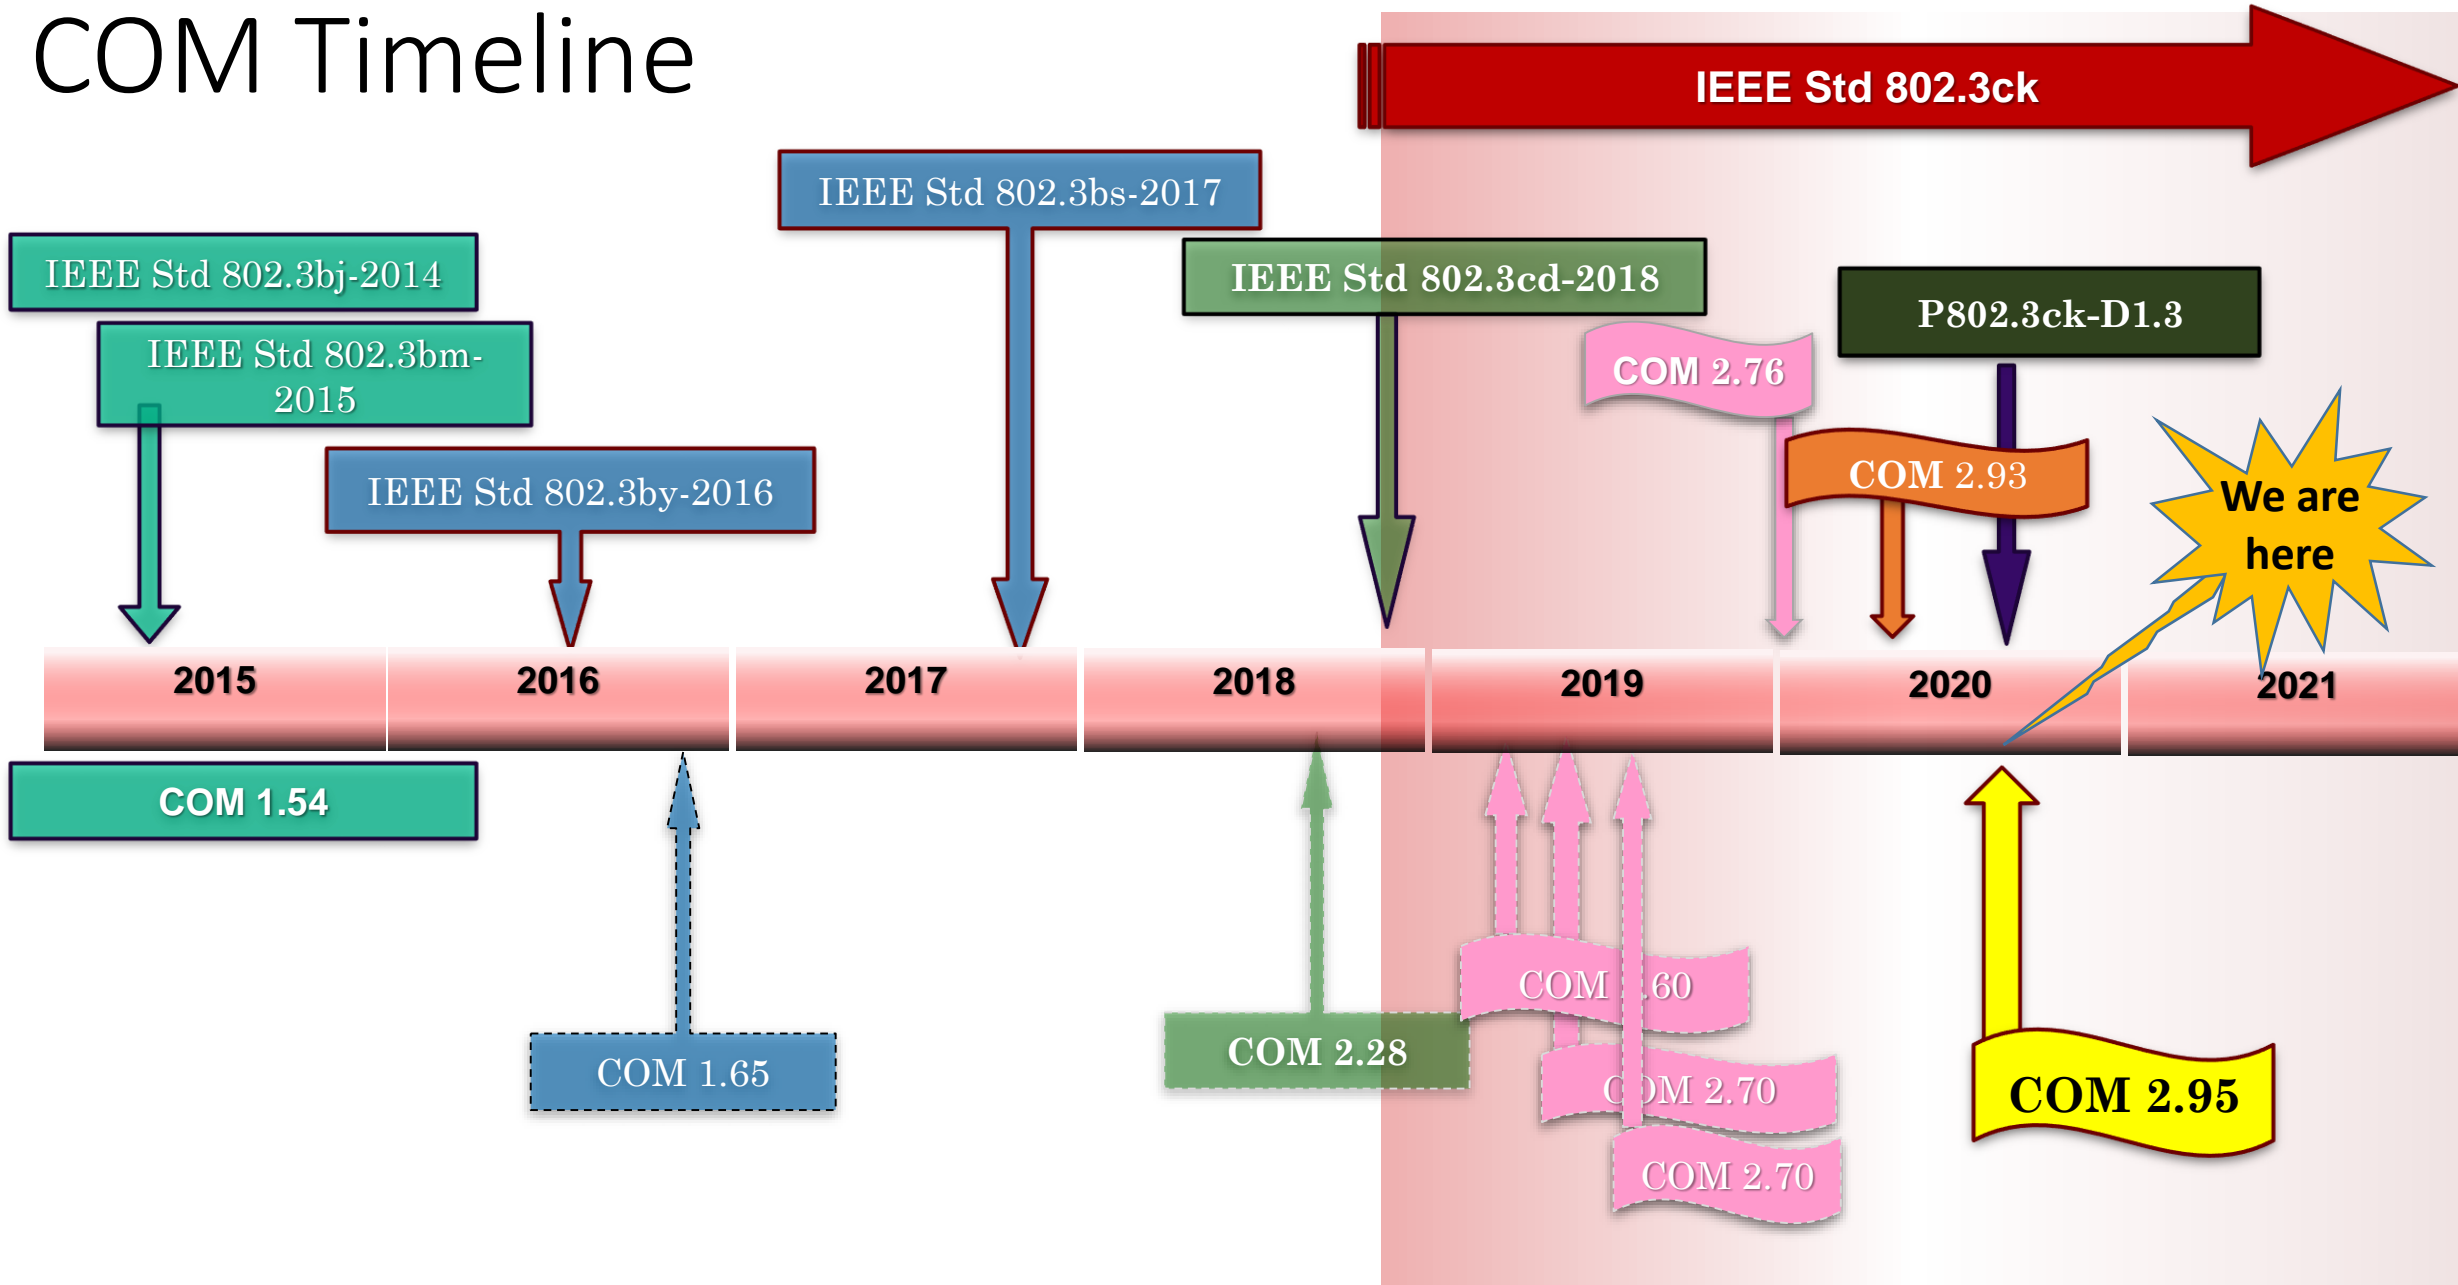 COM Timeline
IEEE Std 802.3ck
IEEE Std 802.3bs-2017
IEEE Std 802.3bj-2014
IEEE Std 802.3cd-2018
P802.3ck-D1.3
IEEE Std 802.3bm-
2015
COM 2.76
IEEE Std 802.3by-2016
COM 2.93
We are
here
2015
2016
2017
2018
2019
2020
2021
COM 1.54
COM .60
COM 1.65
COM 2.28
COM 2.70
COM 2.95
COM 2.70